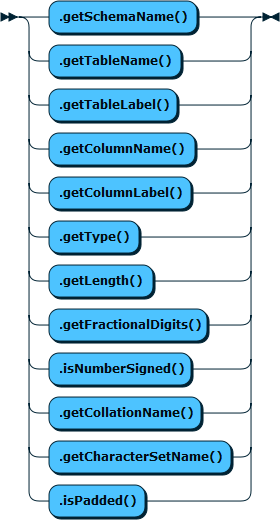 .getSchemaName()
.getTableName()
.getTableLabel()
.getColumnName()
.getColumnLabel()
.getType()
.getLength()
.getFractionalDigits()
.isNumberSigned()
.getCollationName()
.getCharacterSetName()
.isPadded()